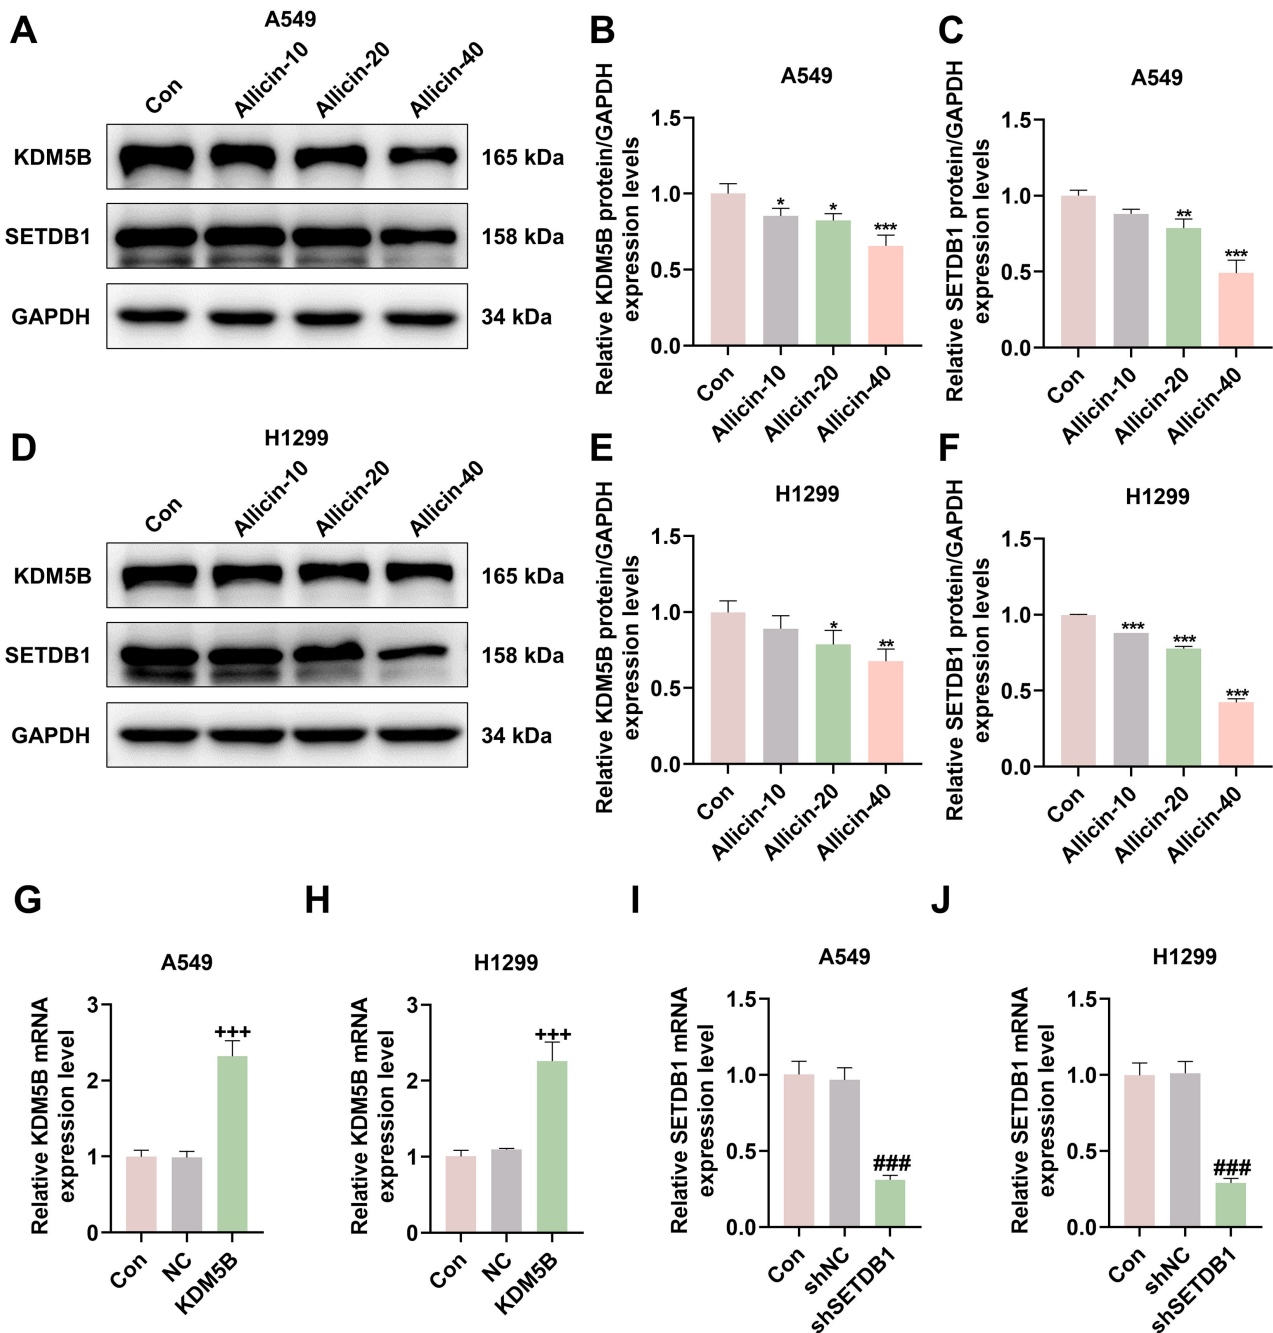 A
A549
Con
Allicin-10
Allicin-20
Allicin-40
KDM5B
165 kDa
SETDB1
158 kDa
GAPDH
34 kDa
B
A549
Relative KDM5B protein/GAPDH
expression levels
1.5
1.0
0.5
0.0
*
*
***
Con
Allicin-10
Allicin-20
Allicin-40
C
A549
Relative SETDB1 protein/GAPDH
expression levels
1.5
1.0
0.5
0.0
**
***
Con
Allicin-10
Allicin-20
Allicin-40
D
H1299
Con
Allicin-10
Allicin-20
Allicin-40
KDM5B
165 kDa
SETDB1
158 kDa
GAPDH
34 kDa
E
H1299
Relative KDM5B protein/GAPDH
expression levels
1.5
1.0
0.5
0.0
*
**
Con
Allicin-10
Allicin-20
Allicin-40
F
H1299
Relative SETDB1 protein/GAPDH
expression levels
1.5
1.0
0.5
0.0
***
***
***
Con
Allicin-10
Allicin-20
Allicin-40
G
A549
Relative KDM5B mRNA
expression level
3
2
1
0
+++
Con
NC
KDM5B
H
H1299
Relative KDM5B mRNA
expression level
3
2
1
0
+++
Con
NC
KDM5B
I
A549
Relative SETDB1 mRNA
expression level
1.5
1.0
0.5
0.0
###
Con
shNC
shSETDB1
J
H1299
Relative SETDB1 mRNA
expression level
1.5
1.0
0.5
0.0
###
Con
shNC
shSETDB1